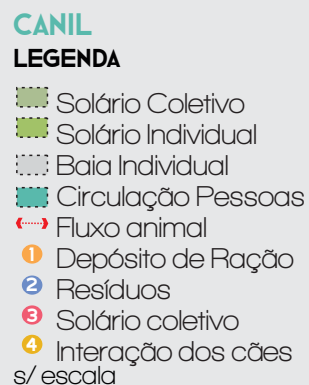 CANIL
LEGENDA
Solário Coletivo
Solário Individual
Baia Individual
Circulação Pessoas
Fluxo animal
1 Depósito de Ração
2 Resíduos
3 Solário coletivo
4 Interação dos cães
s/ escala